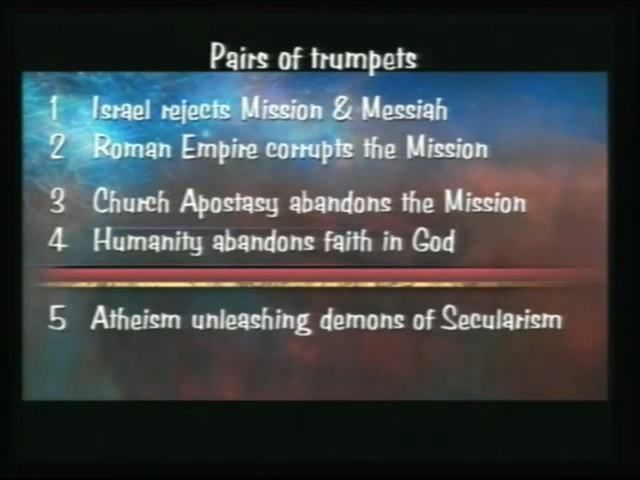 Pairs of trumpets
1 Israel rejects Mission & Messiah
2 Roman Empire corrupts the Mission
3 Church Apostasy abandons the Mission
4 Humanity abandons faith in God
5 Atheism unleashing demons of Secularism